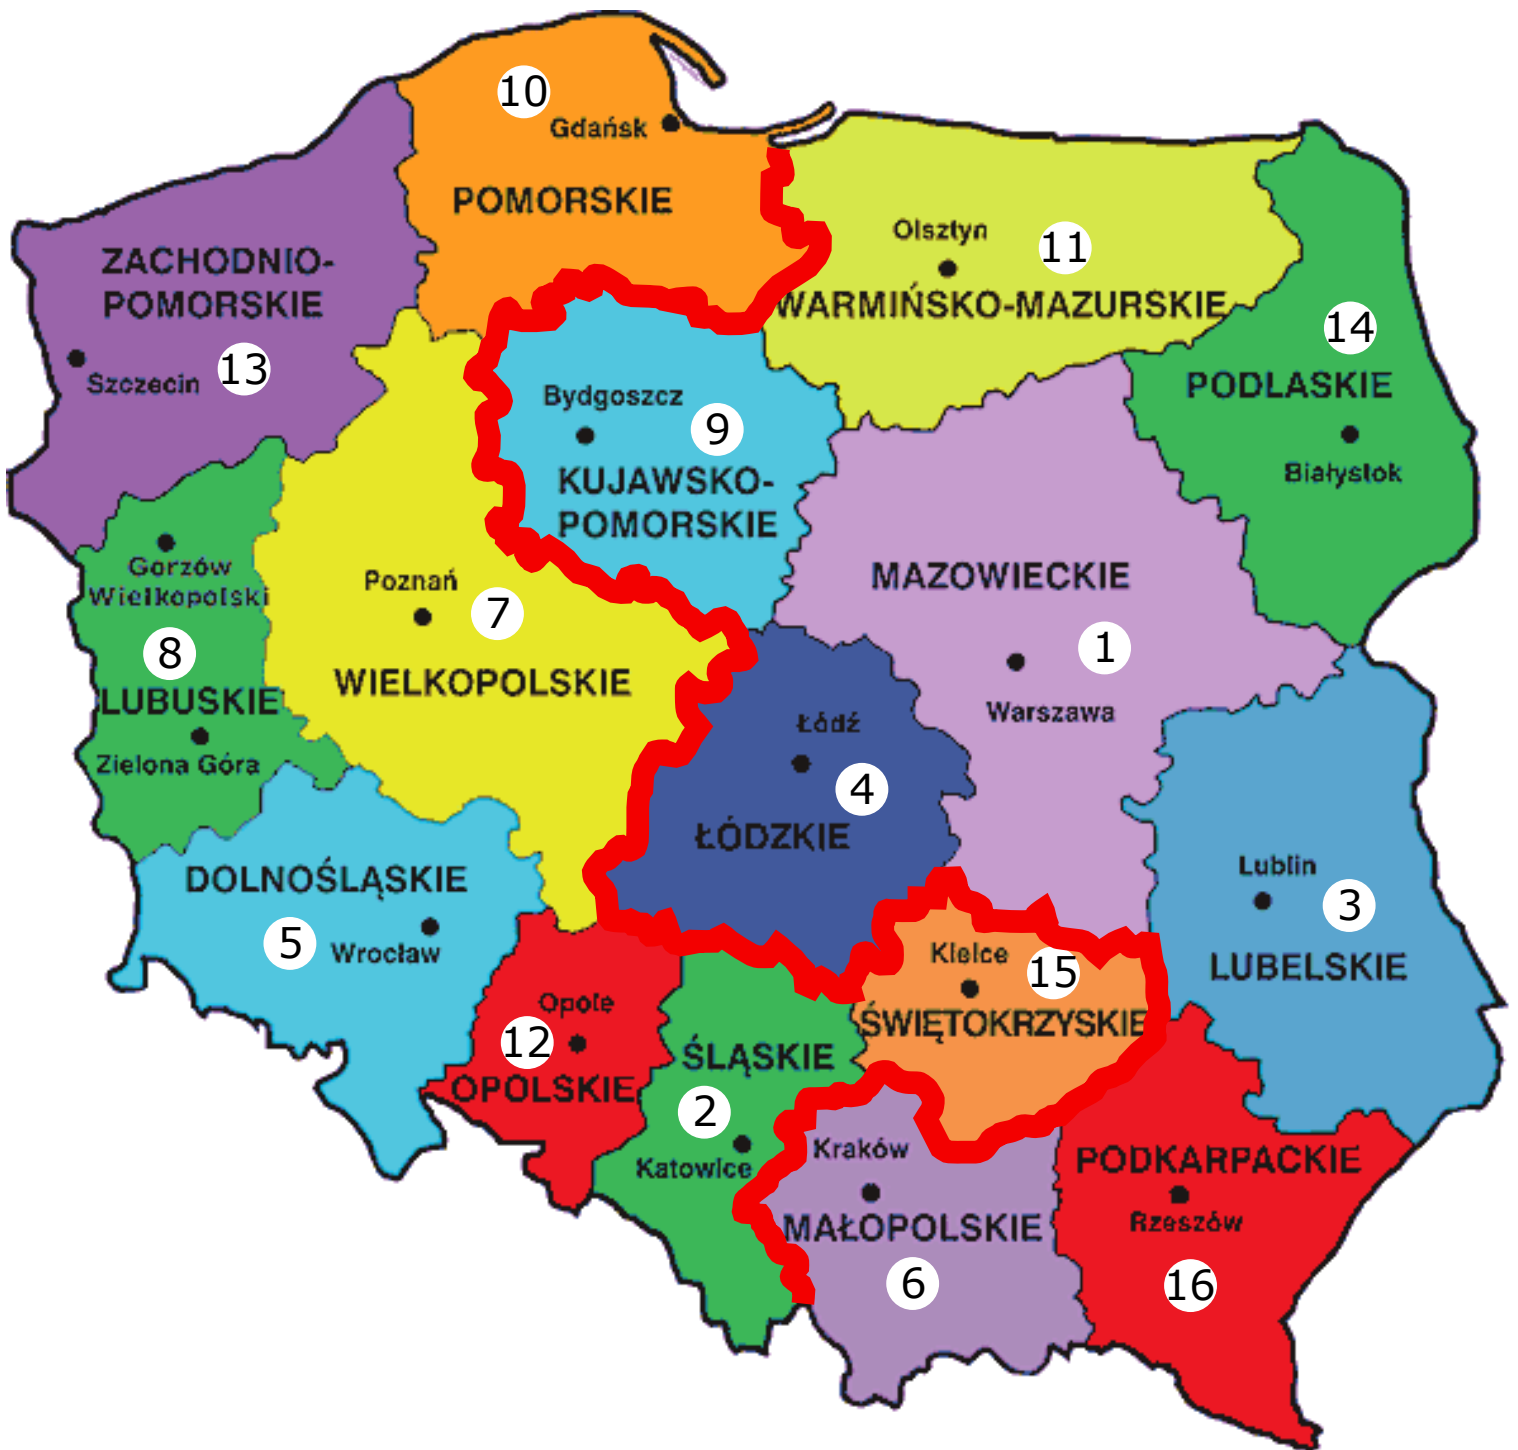 10
Gdańsk
POMORSKIE
Olsztyn
11
WARMIŃSKO-MAZURSKIE
ZACHODNIO-
POMORSKIE
13
Szczecin
14
PODLASKIE
Białystok
Bydgoszcz
9
KUJAWSKO-
POMORSKIE
Gorzów
Wielkopolski
8
LUBUSKIE
Zielona Góra
Poznań
7
WIELKOPOLSKIE
MAZOWIECKIE
1
Warszawa
Łódź
4
ŁÓDZKIE
Lublin
3
LUBELSKIE
DOLNOŚLĄSKIE
5
Wrocław
Kielce
15
ŚWIĘTOKRZYSKIE
Opole
12
OPOLSKIE
ŚLĄSKIE
2
Katowice
Kraków
MAŁOPOLSKIE
6
PODKARPACKIE
Rzeszów
16